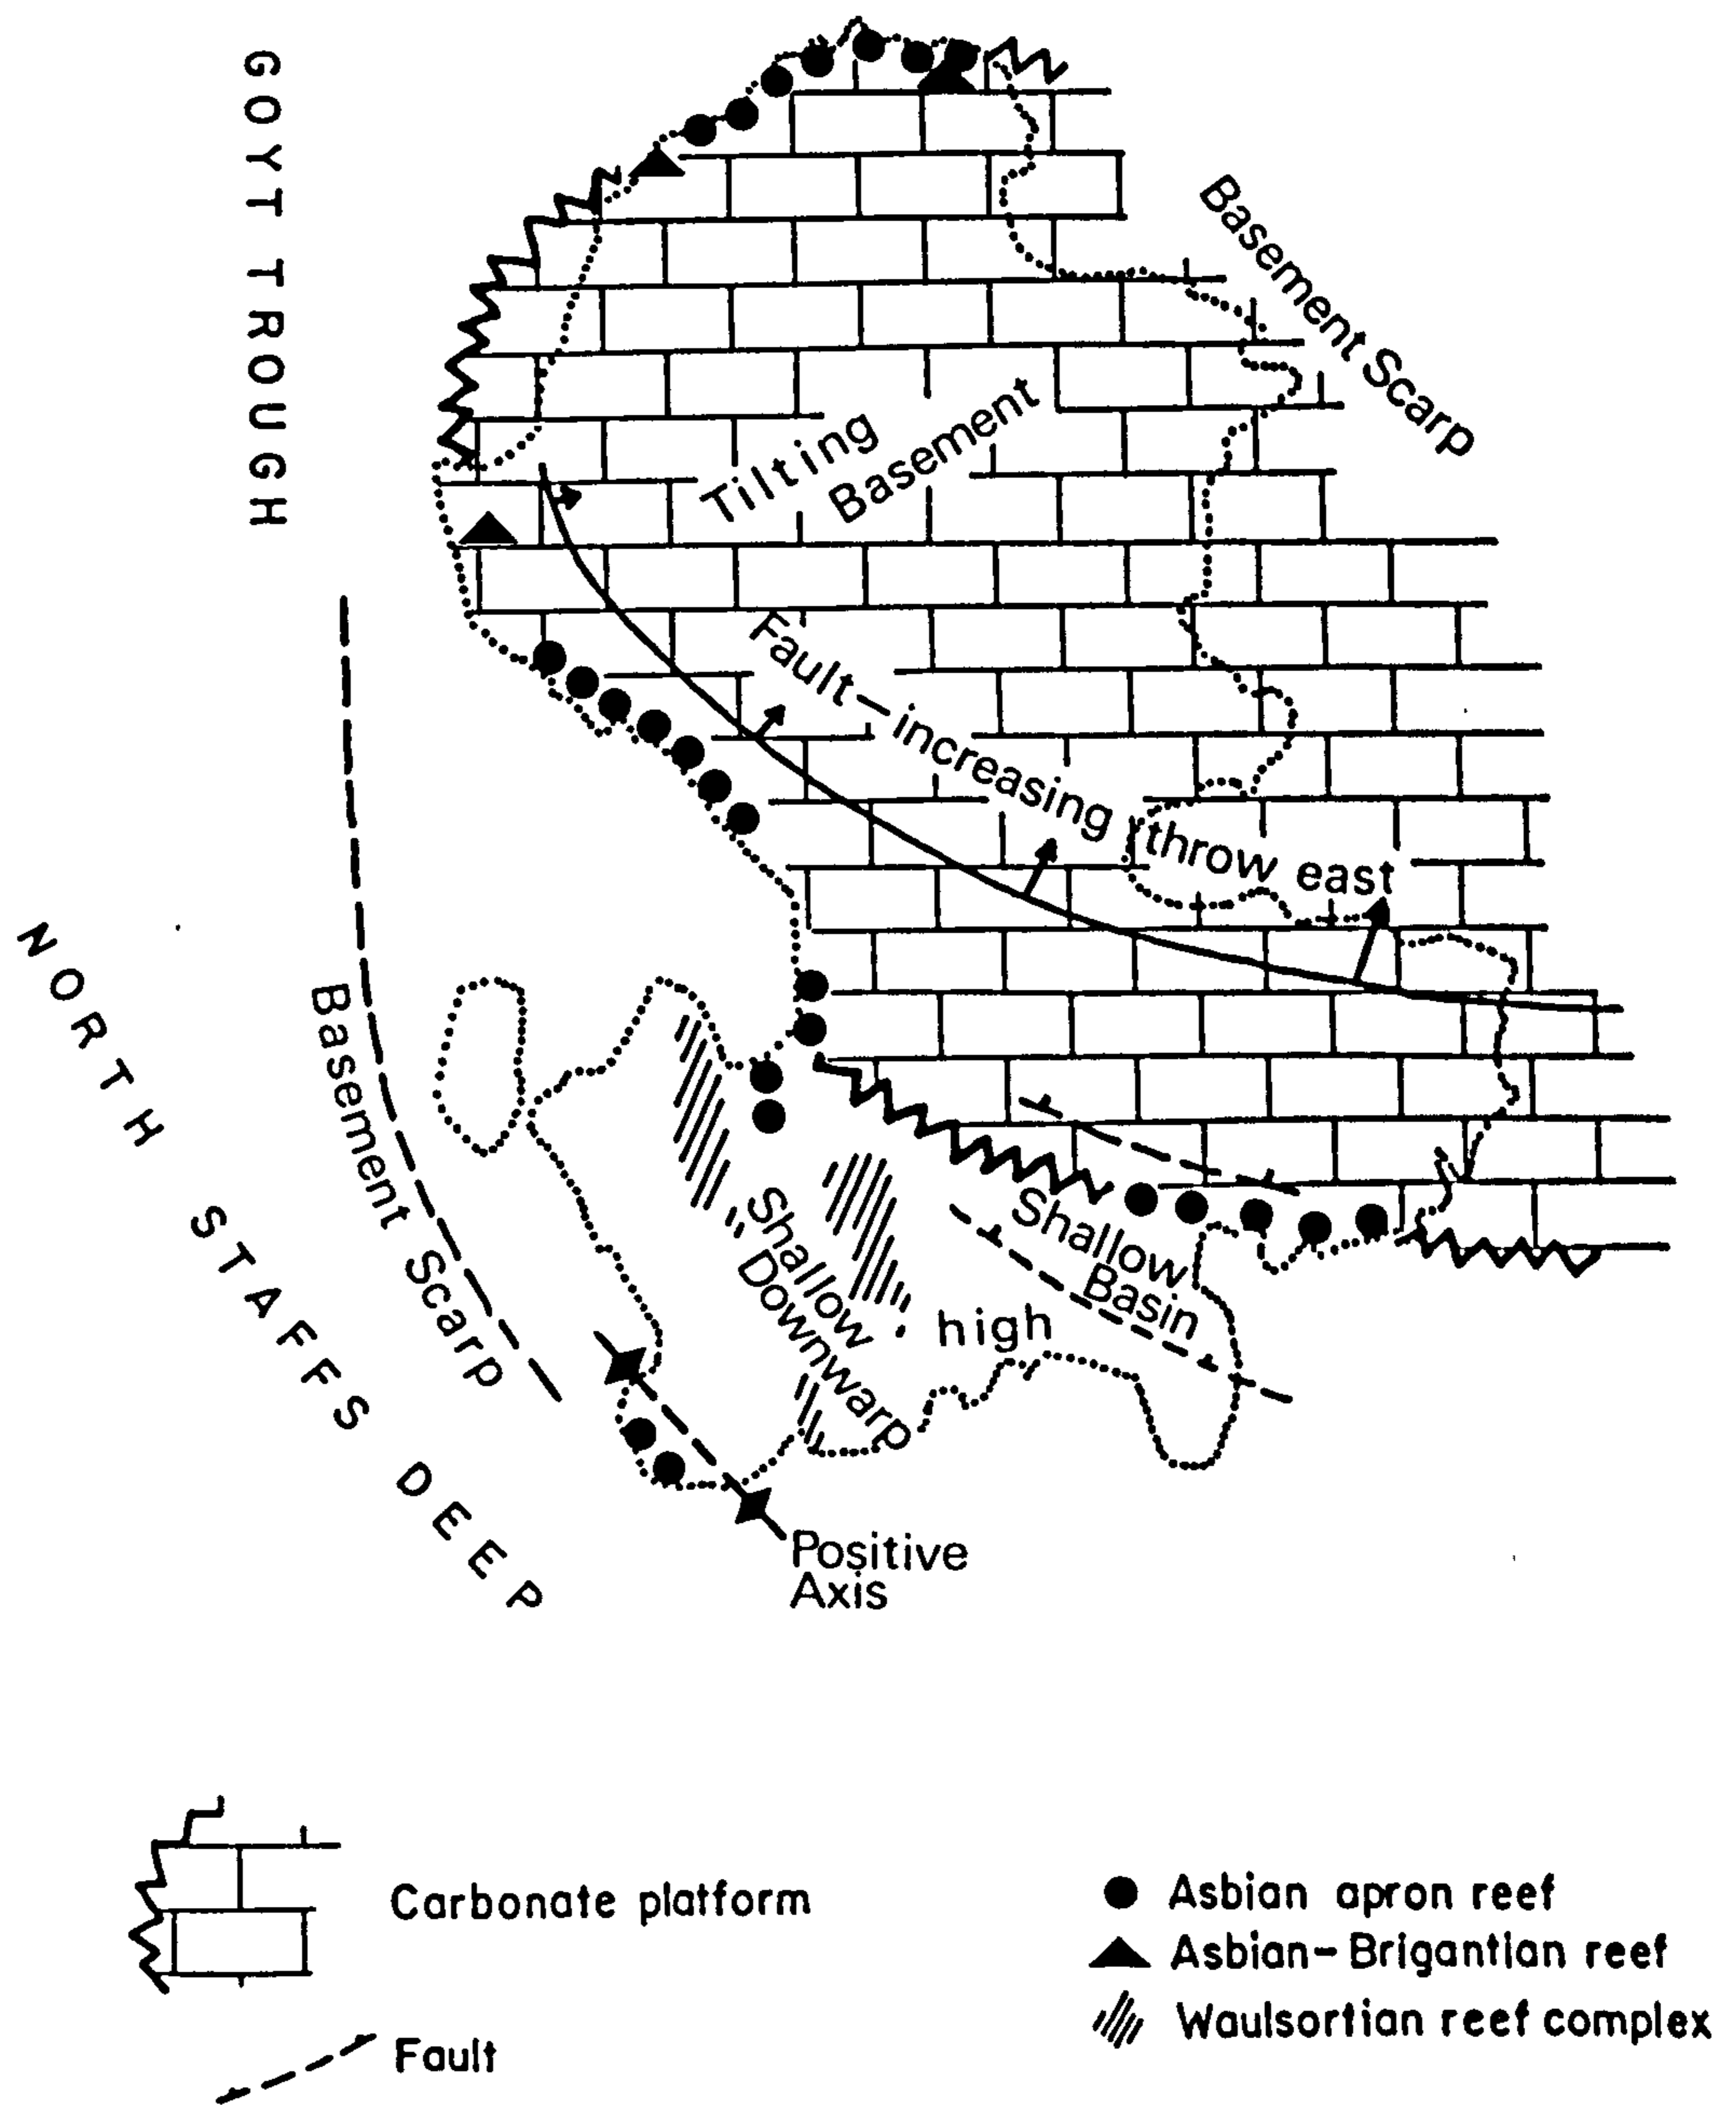 GOYT TROUGH
Basement Scarp
Tilting
Basement
Fault – increasing throw east
NORTH STAFFS DEEP
Basement Scarp
Shallow
Downwarp
Shallow
Basin
high
Positive
Axis
Carbonate platform
Fault
Asbian apron reef
Asbian-Brigantian reef
Waulsortian reef complex